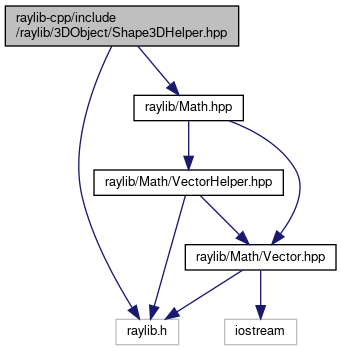 raylib-cpp/include
/raylib/3DObject/Shape3DHelper.hpp
raylib/Math.hpp
raylib/Math/VectorHelper.hpp
raylib/Math/Vector.hpp
raylib.h
iostream